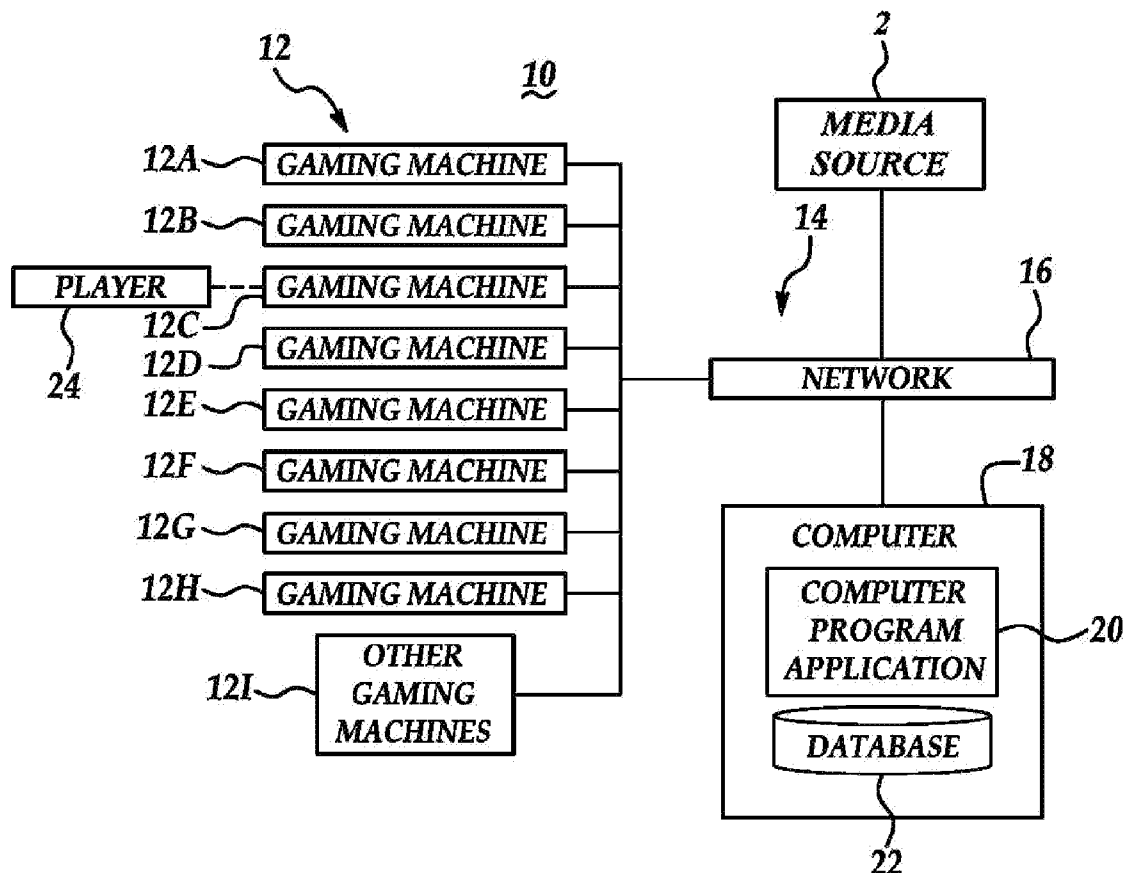 12
10
2
MEDIA
SOURCE
14
12A
GAMING MACHINE
12B
GAMING MACHINE
PLAYER
24
12C
GAMING MACHINE
12D
GAMING MACHINE
12E
GAMING MACHINE
12F
GAMING MACHINE
12G
GAMING MACHINE
12H
GAMING MACHINE
12I
OTHER
GAMING
MACHINES
16
NETWORK
18
COMPUTER
COMPUTER
PROGRAM
APPLICATION
20
DATABASE
22